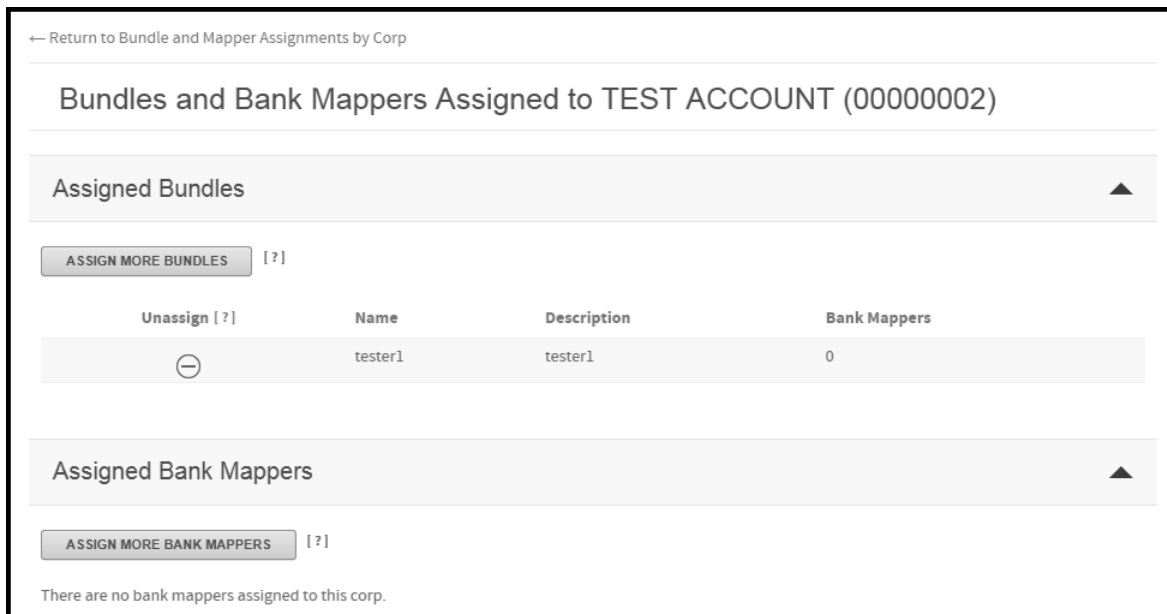 ← Return to Bundle and Mapper Assignments by Corp
Bundles and Bank Mappers Assigned to TEST ACCOUNT (00000002)
Assigned Bundles
ASSIGN MORE BUNDLES [?]
Unassign [?] Name Description Bank Mappers
tester1 tester1 0
Assigned Bank Mappers
ASSIGN MORE BANK MAPPERS [?]
There are no bank mappers assigned to this corp.